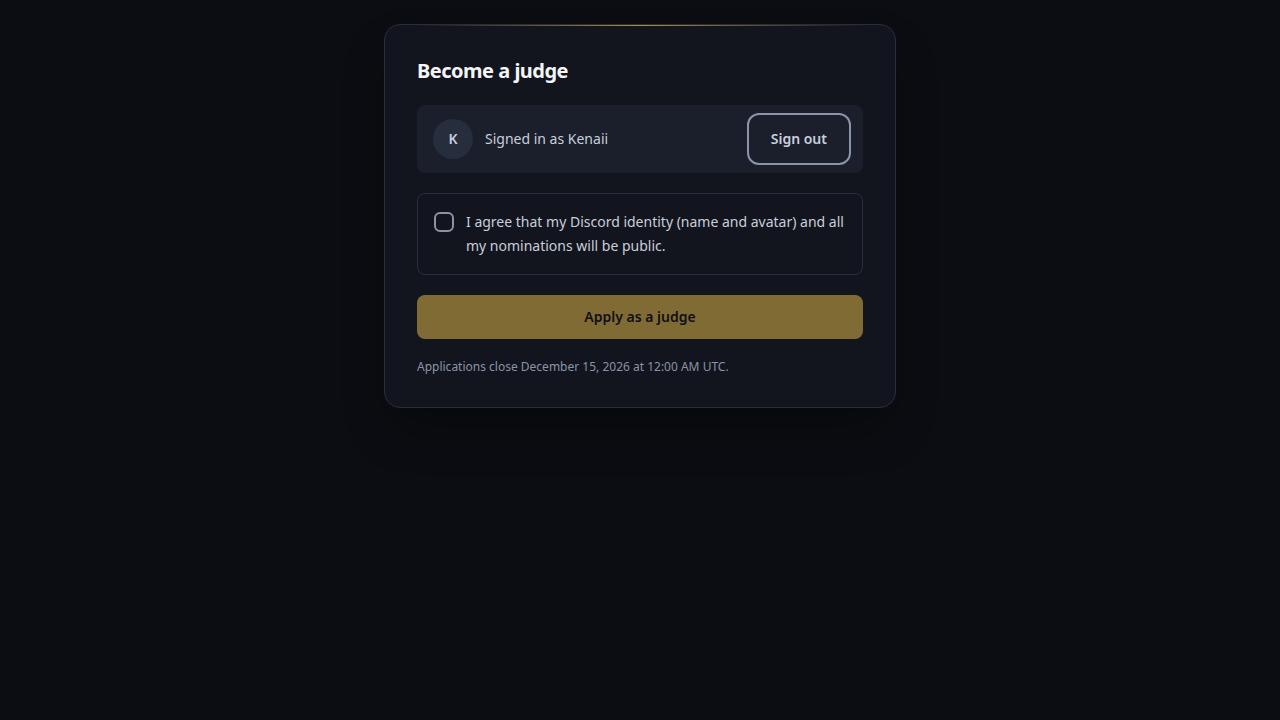 Become a judge
K
Signed in as Kenaii
Sign out
I agree that my Discord identity (name and avatar) and all
my nominations will be public.
Apply as a judge
Applications close December 15, 2026 at 12:00 AM UTC.